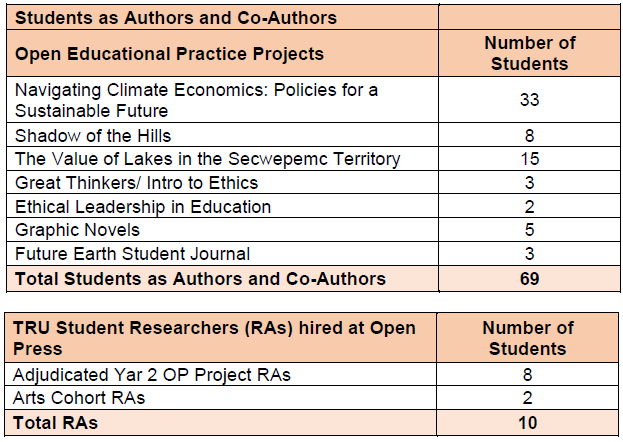 Students as Authors and Co-Authors
Open Educational Practice Projects Number of Students
Navigating Climate Economics: Policies for a Sustainable Future 33
Shadow of the Hills 8
The Value of Lakes in the Secwepemc Territory 15
Great Thinkers/ Intro to Ethics 3
Ethical Leadership in Education 2
Graphic Novels 5
Future Earth Student Journal 3
Total Students as Authors and Co-Authors 69
TRU Student Researchers (RAs) hired at Open Press Number of Students
Adjudicated Yar 2 OP Project RAs 8
Arts Cohort RAs 2
Total RAs 10